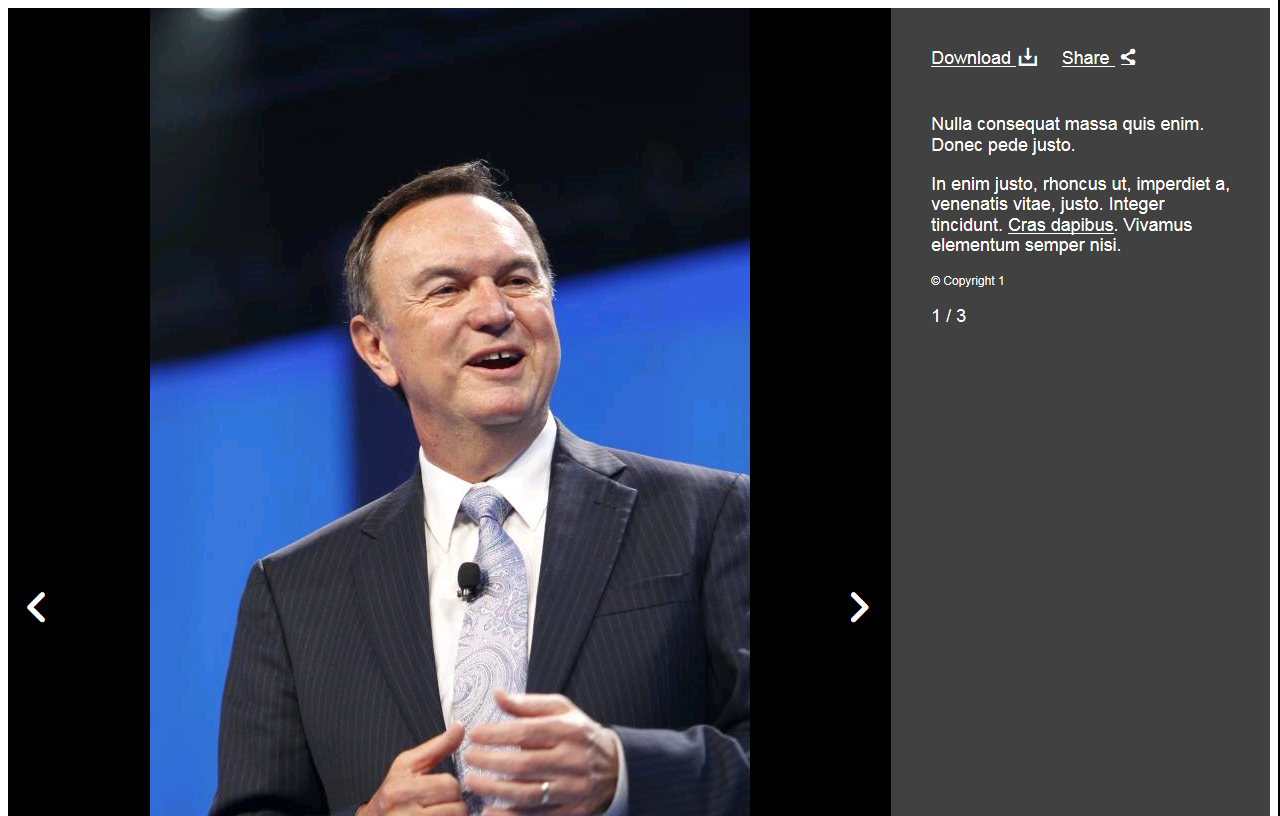 Download
Share
Nulla consequat massa quis enim.
Donec pede justo.
In enim justo, rhoncus ut, imperdiet a,
venenatis vitae, justo. Integer
tincidunt. Cras dapibus. Vivamus
elementum semper nisi.
© Copyright 1
1 / 3